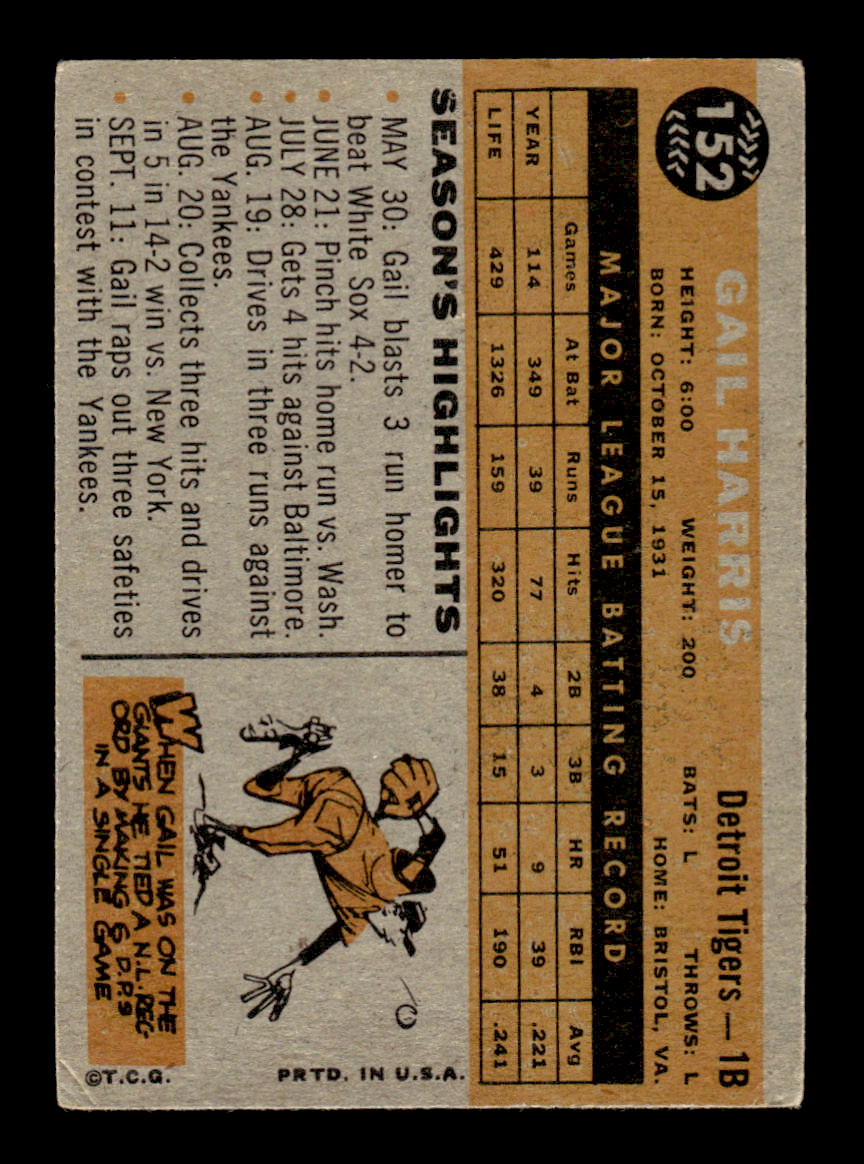 152
GAIL HARRIS
Detroit Tigers — 1B
HEIGHT: 6:00 WEIGHT: 200 BATS: L THROWS: L
BORN: OCTOBER 15, 1931 HOME: BRISTOL, VA.
MAJOR LEAGUE BATTING RECORD
Games At Bat Runs Hits 2B 3B HR RBI Avg
YEAR 114 349 39 77 4 3 9 39 .221
LIFE 429 1326 159 320 38 15 51 190 .241
SEASON'S HIGHLIGHTS
• MAY 30: Gail blasts 3 run homer to
beat White Sox 4-2.
• JUNE 21: Pinch hits home run vs. Wash.
• JULY 28: Gets 4 hits against Baltimore.
• AUG. 19: Drives in three runs against
the Yankees.
• AUG. 20: Collects three hits and drives
in 5 in 14-2 win vs. New York.
• SEPT. 11: Gail raps out three safeties
in contest with the Yankees.
WHEN GAIL WAS ON THE
GIANTS HE TIED A N.L. REC-
ORD BY MAKING 6 D.P.'S
IN A SINGLE GAME
©T.C.G. PRTD. IN U.S.A.